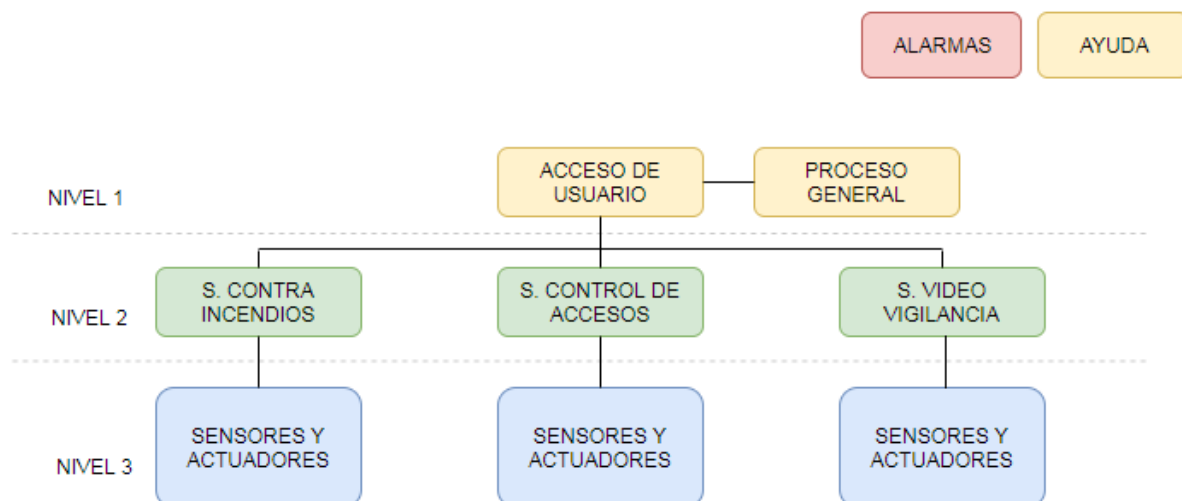 ALARMAS
AYUDA
NIVEL 1
ACCESO DE
USUARIO
PROCESO
GENERAL
NIVEL 2
S. CONTRA
INCENDIOS
S. CONTROL DE
ACCESOS
S. VIDEO
VIGILANCIA
NIVEL 3
SENSORES Y
ACTUADORES
SENSORES Y
ACTUADORES
SENSORES Y
ACTUADORES